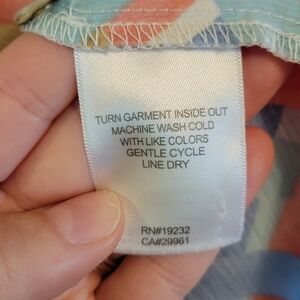 TURN GARMENT INSIDE OUT
MACHINE WASH COLD
WITH LIKE COLORS
GENTLE CYCLE
LINE DRY
RN#19232
CA#29961